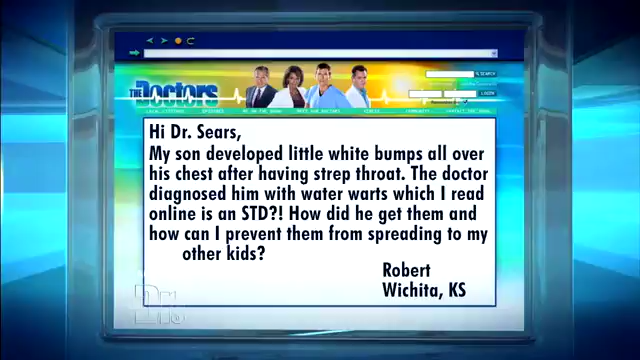 SEARCH
THE Doctors
LOGIN
Hi Dr. Sears,
My son developed little white bumps all over
his chest after having strep throat. The doctor
diagnosed him with water warts which I read
online is an STD?! How did he get them and
how can I prevent them from spreading to my
other kids?
Robert
Wichita, KS